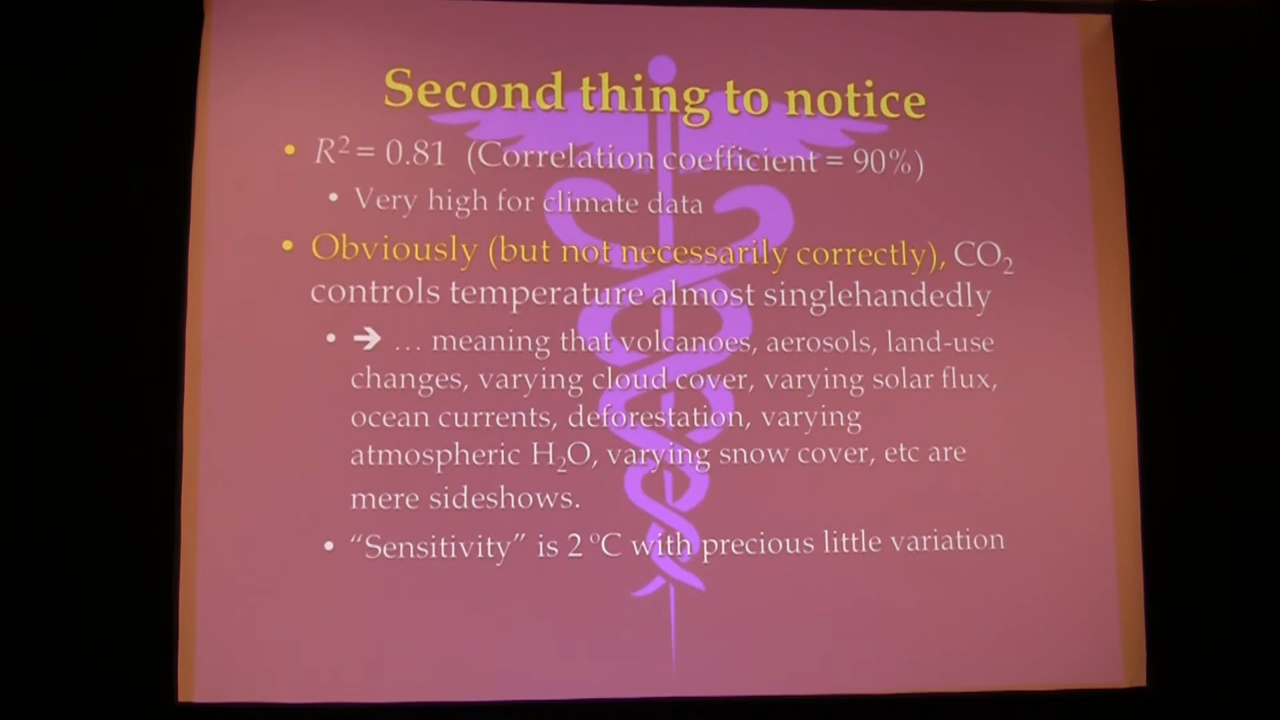 Second thing to notice
• R² = 0.81 (Correlation coefficient = 90%)
• Very high for climate data
• Obviously (but not necessarily correctly), CO₂
controls temperature almost singlehandedly
• ➔ … meaning that volcanoes, aerosols, land-use
changes, varying cloud cover, varying solar flux,
ocean currents, deforestation, varying
atmospheric H₂O, varying snow cover, etc are
mere sideshows.
• “Sensitivity” is 2 ºC with precious little variation